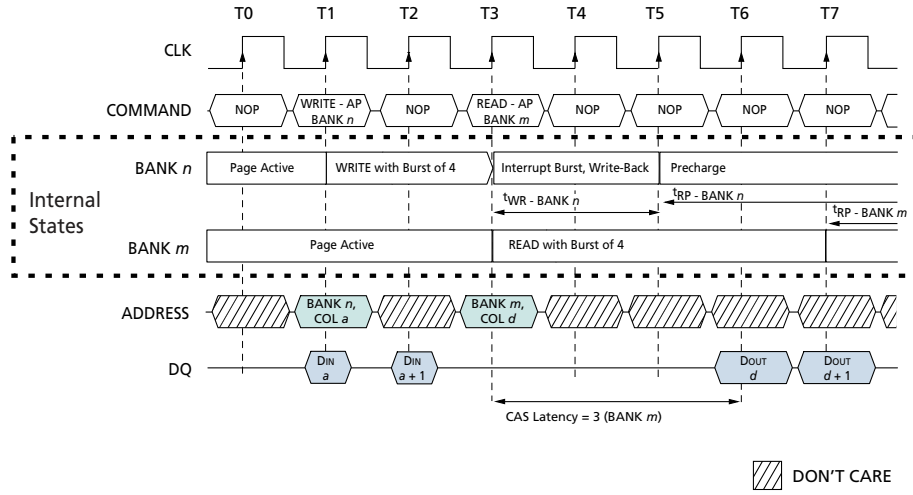 T0 T1 T2 T3 T4 T5 T6 T7
CLK
COMMAND NOP WRITE - AP BANK n NOP READ - AP BANK m NOP NOP NOP NOP
BANK n Page Active WRITE with Burst of 4 Interrupt Burst, Write-Back Precharge
Internal States
tWR - BANK n tRP - BANK n
tRP - BANK m
BANK m Page Active READ with Burst of 4
ADDRESS BANK n, COL a BANK m, COL d
DQ DIN a DIN a + 1 DOUT d DOUT d + 1
CAS Latency = 3 (BANK m)
DON'T CARE